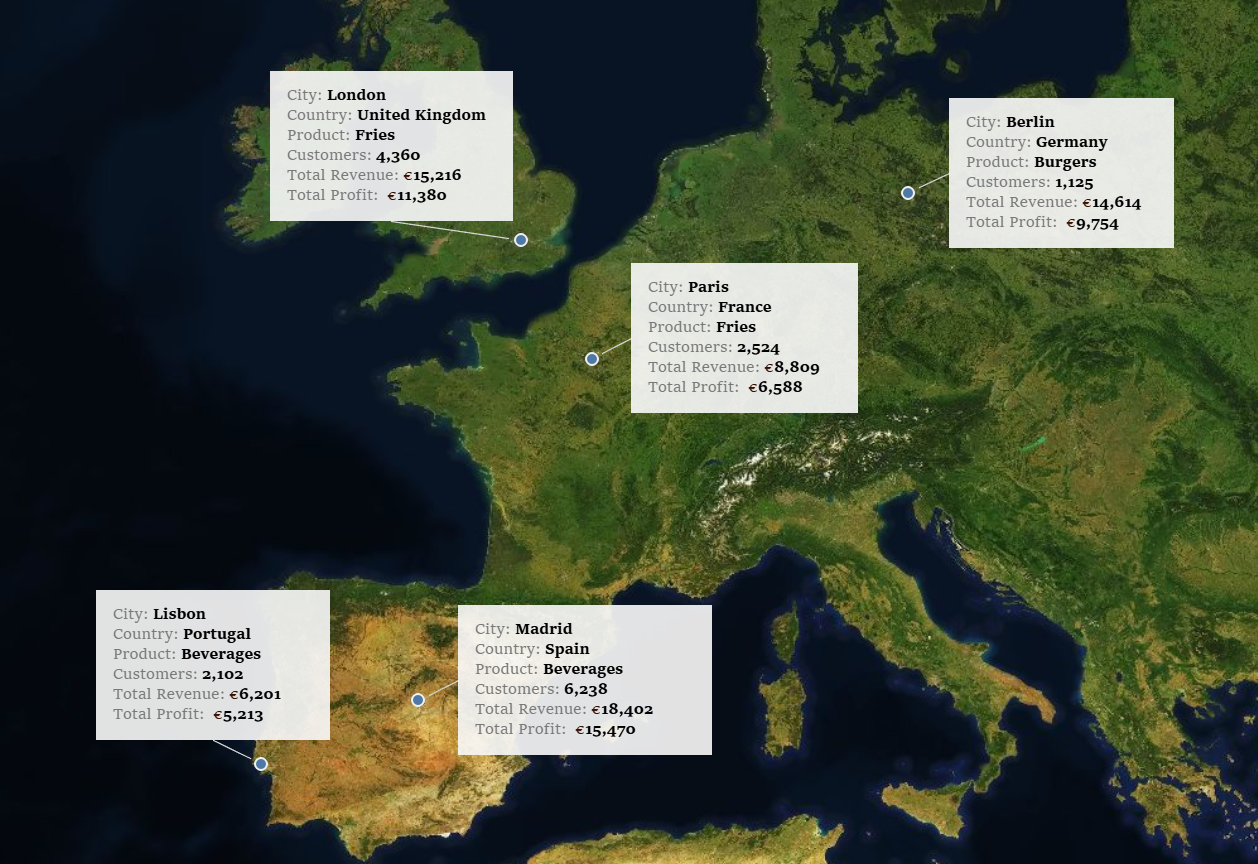 City: London
Country: United Kingdom
Product: Fries
Customers: 4,360
Total Revenue: €15,216
Total Profit: €11,380
City: Berlin
Country: Germany
Product: Burgers
Customers: 1,125
Total Revenue: €14,614
Total Profit: €9,754
City: Paris
Country: France
Product: Fries
Customers: 2,524
Total Revenue: €8,809
Total Profit: €6,588
City: Lisbon
Country: Portugal
Product: Beverages
Customers: 2,102
Total Revenue: €6,201
Total Profit: €5,213
City: Madrid
Country: Spain
Product: Beverages
Customers: 6,238
Total Revenue: €18,402
Total Profit: €15,470